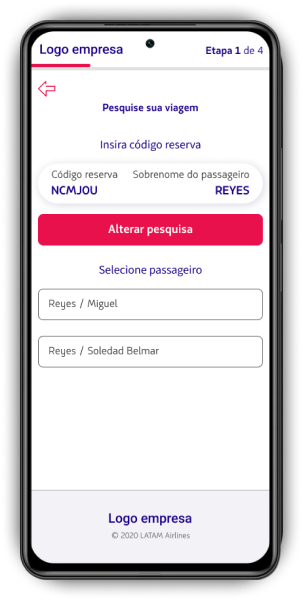 Logo empresa
Etapa 1 de 4
Pesquise sua viagem
Insira código reserva
Código reserva Sobrenome do passageiro
NCMJOU REYES
Alterar pesquisa
Selecione passageiro
Reyes / Miguel
Reyes / Soledad Belmar
Logo empresa
© 2020 LATAM Airlines